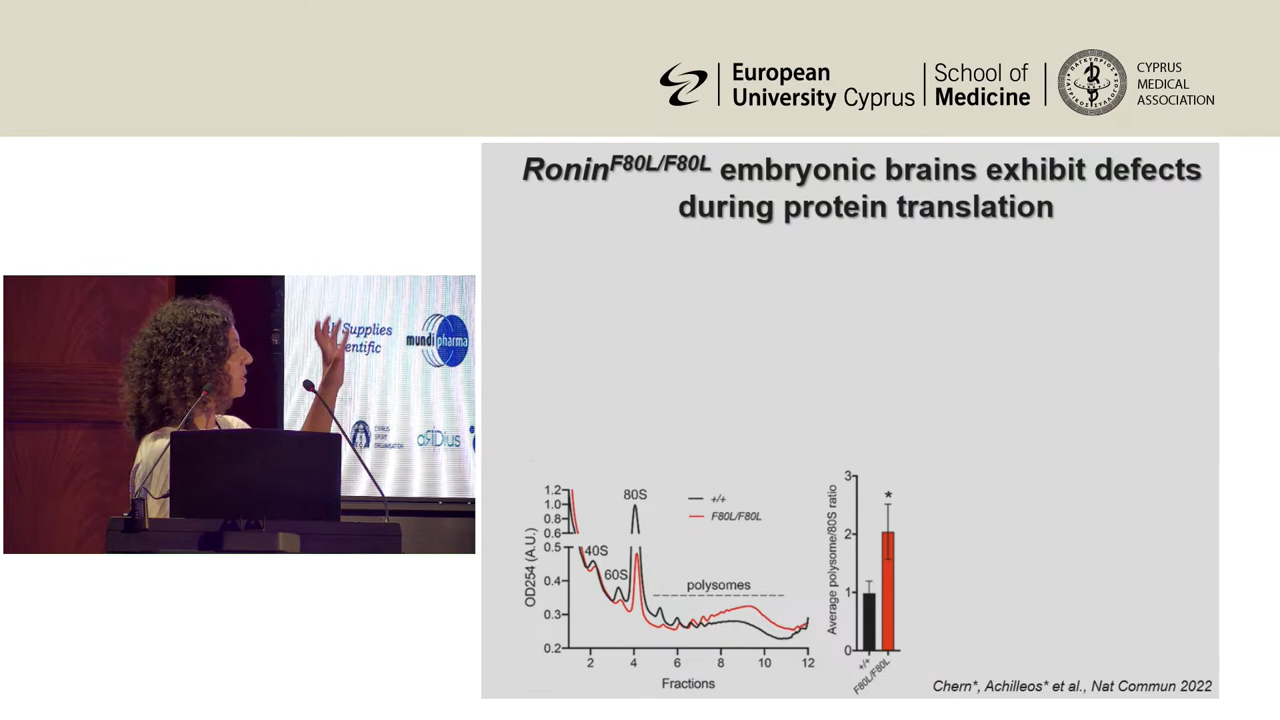 European
University Cyprus
School of
Medicine
CYPRUS
MEDICAL
ASSOCIATION
Supplies
mundipharma
CYPRUS
SPORT
ORGANISATION
Ronin^F80L/F80L embryonic brains exhibit defects
during protein translation
OD254 (A.U.)
1.2
1.0
0.8
0.6
0.5
0.4
0.3
0.2
40S
60S
80S
+/+
F80L/F80L
polysomes
2 4 6 8 10 12
Fractions
Average polysome/80S ratio
3
2
1
0
*
+/+
F80L/F80L
Chern*, Achilleos* et al., Nat Commun 2022